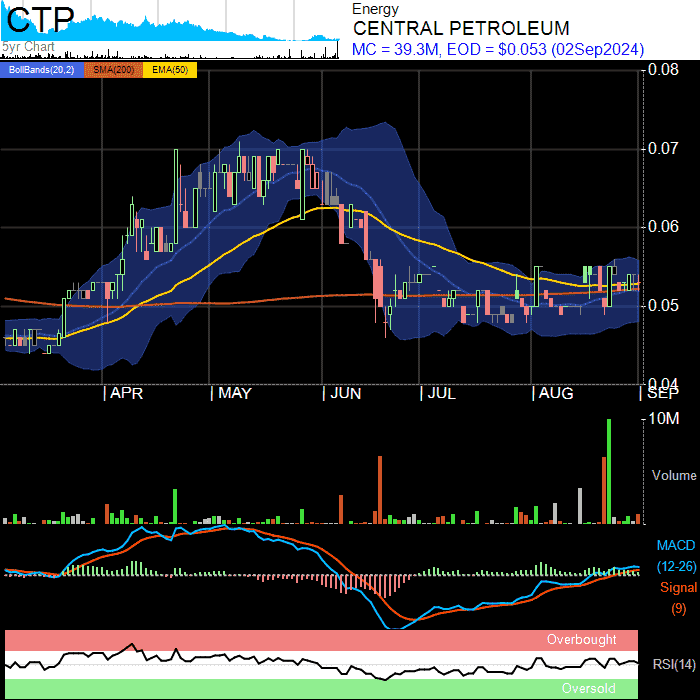 CTP
5yr Chart
Energy
CENTRAL PETROLEUM
MC = 39.3M, EOD = $0.053 (02Sep2024)
BollBands(20,2) SMA(200) EMA(50)
0.08
0.07
0.06
0.05
0.04
APR MAY JUN JUL AUG SEP
10M
Volume
MACD
(12-26)
Signal
(9)
Overbought
RSI(14)
Oversold